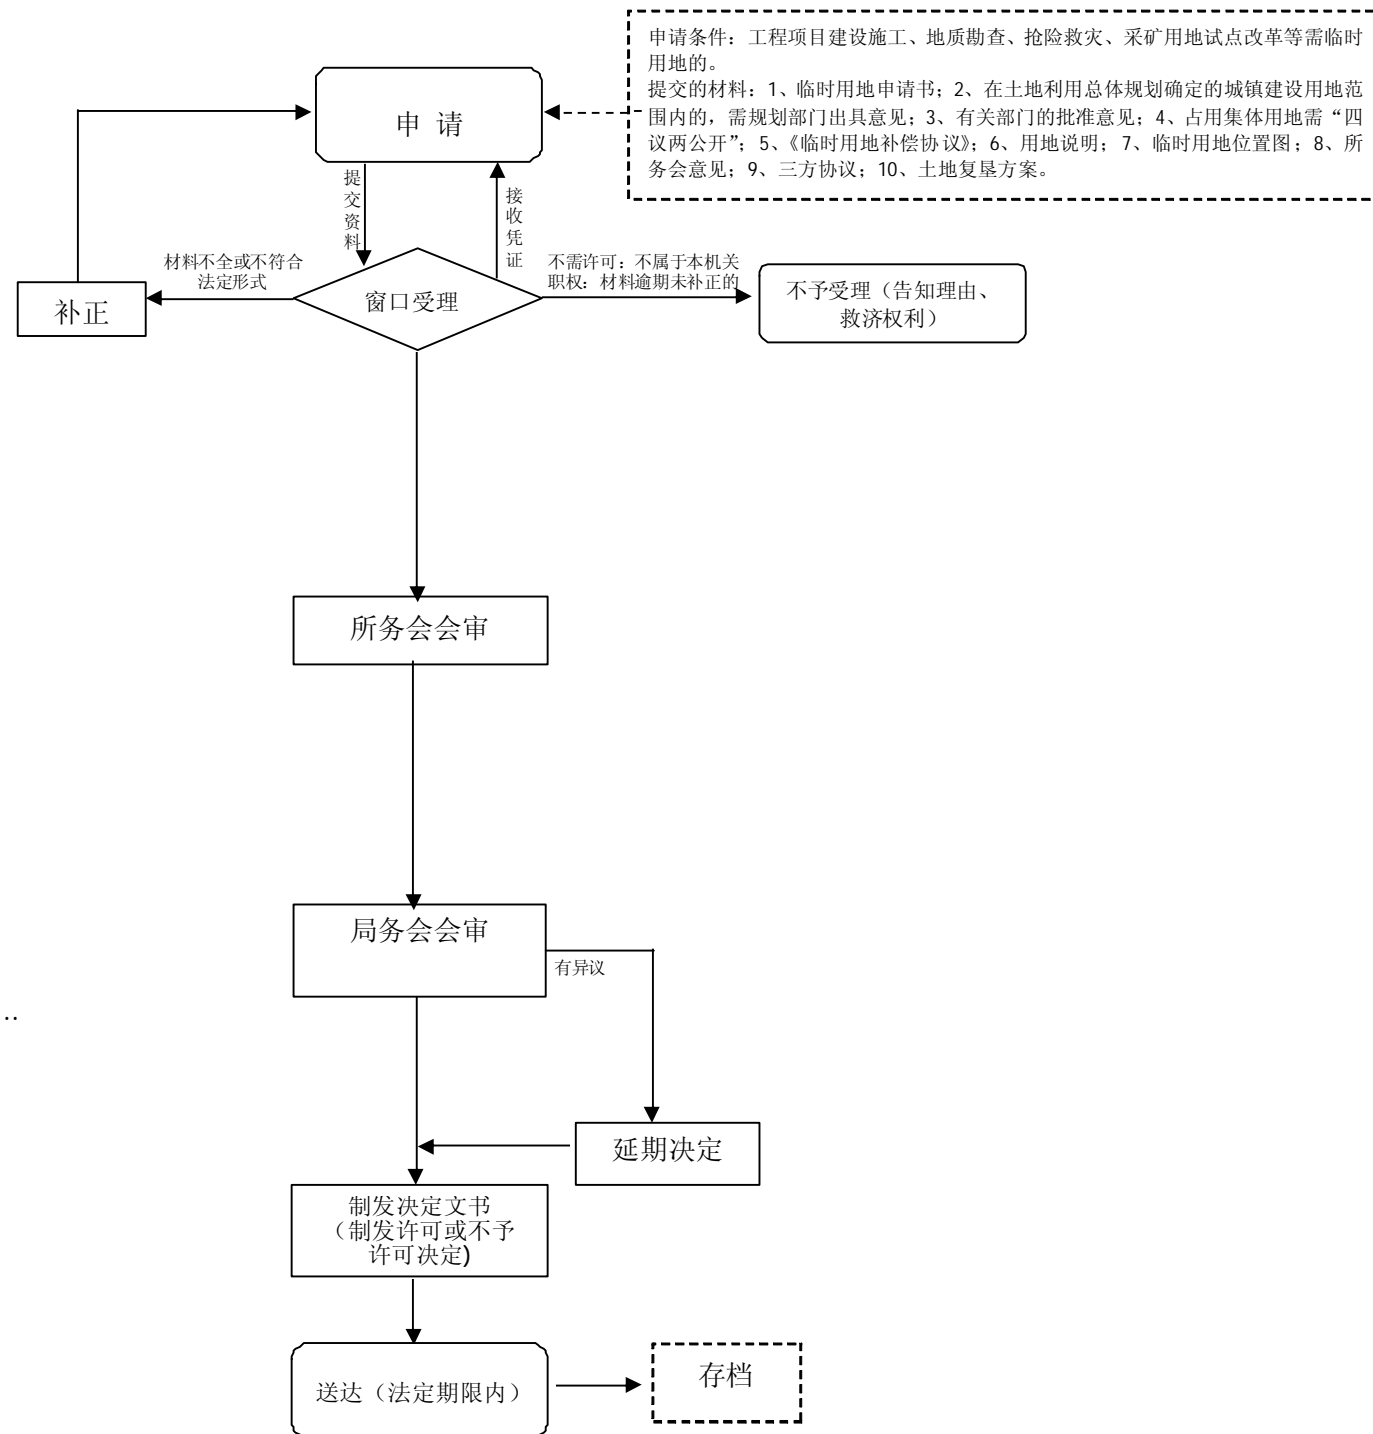 申请条件：工程项目建设施工、地质勘查、抢险救灾、采矿用地试点改革等需临时
用地的。
提交的材料：1、临时用地申请书；2、在土地利用总体规划确定的城镇建设用地范
围内的，需规划部门出具意见；3、有关部门的批准意见；4、占用集体用地需“四
议两公开”；5、《临时用地补偿协议》；6、用地说明；7、临时用地位置图；8、所
务会意见；9、三方协议；10、土地复垦方案。
申 请
提交资料
接收凭证
材料不全或不符合
法定形式
补正
窗口受理
不需许可：不属于本机关
职权：材料逾期未补正的
不予受理（告知理由、
救济权利）
所务会会审
局务会会审
有异议
..
延期决定
制发决定文书
（制发许可或不予
许可决定)
送达（法定期限内）
存档